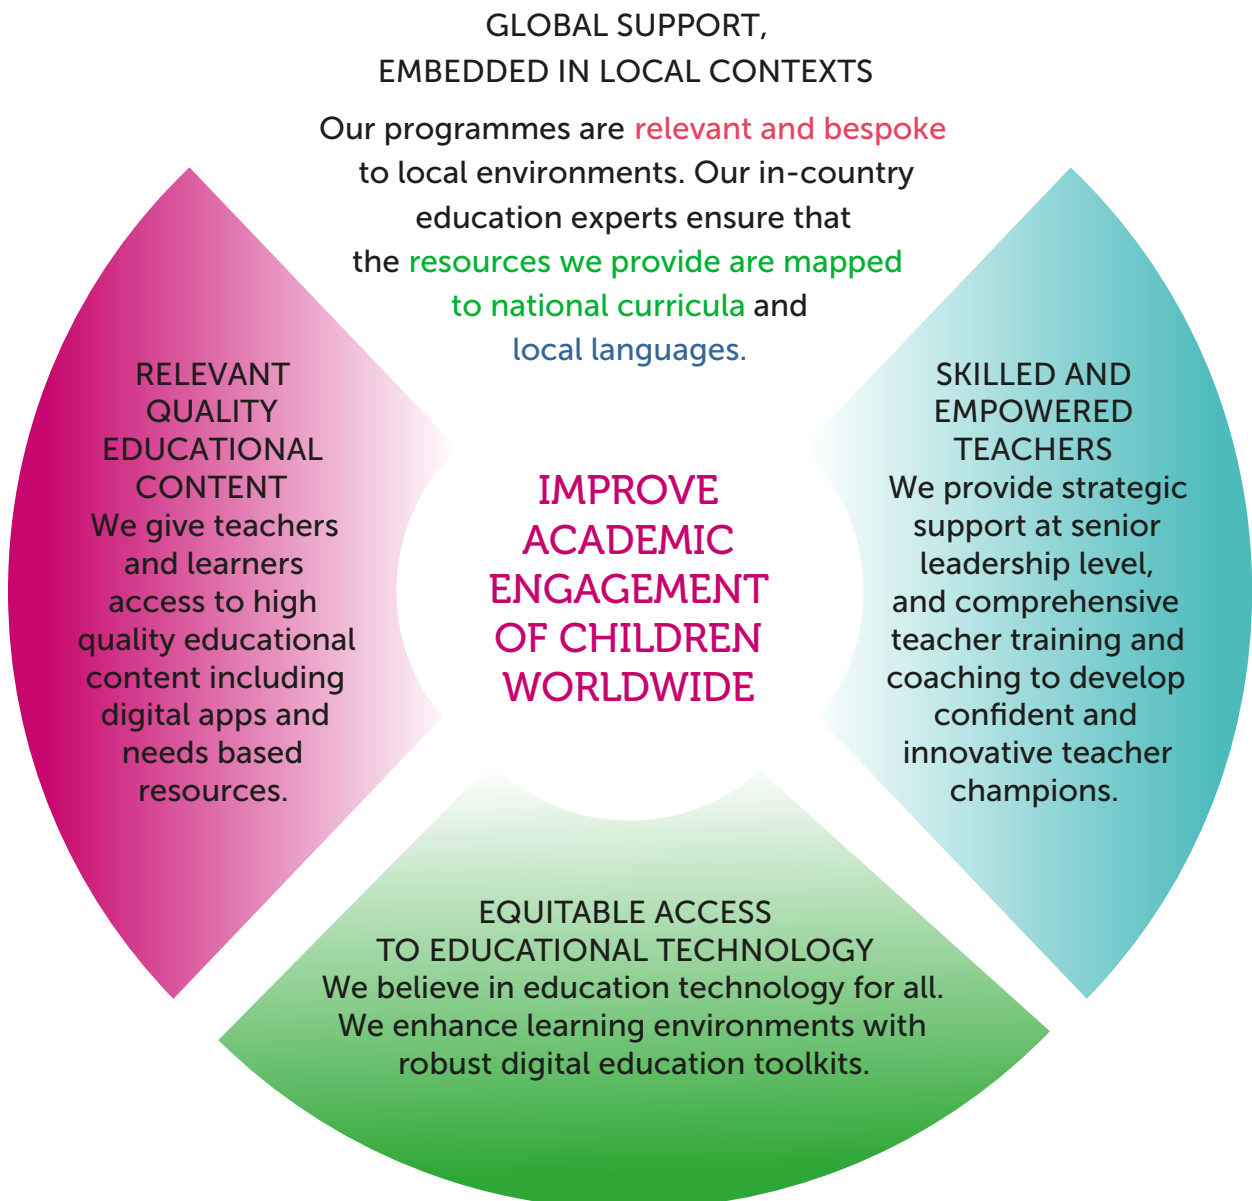 GLOBAL SUPPORT,
EMBEDDED IN LOCAL CONTEXTS
Our programmes are relevant and bespoke
to local environments. Our in-country
education experts ensure that
the resources we provide are mapped
to national curricula and
local languages.
RELEVANT
QUALITY
EDUCATIONAL
CONTENT
We give teachers
and learners
access to high
quality educational
content including
digital apps and
needs based
resources.
IMPROVE
ACADEMIC
ENGAGEMENT
OF CHILDREN
WORLDWIDE
SKILLED AND
EMPOWERED
TEACHERS
We provide strategic
support at senior
leadership level,
and comprehensive
teacher training and
coaching to develop
confident and
innovative teacher
champions.
EQUITABLE ACCESS
TO EDUCATIONAL TECHNOLOGY
We believe in education technology for all.
We enhance learning environments with
robust digital education toolkits.